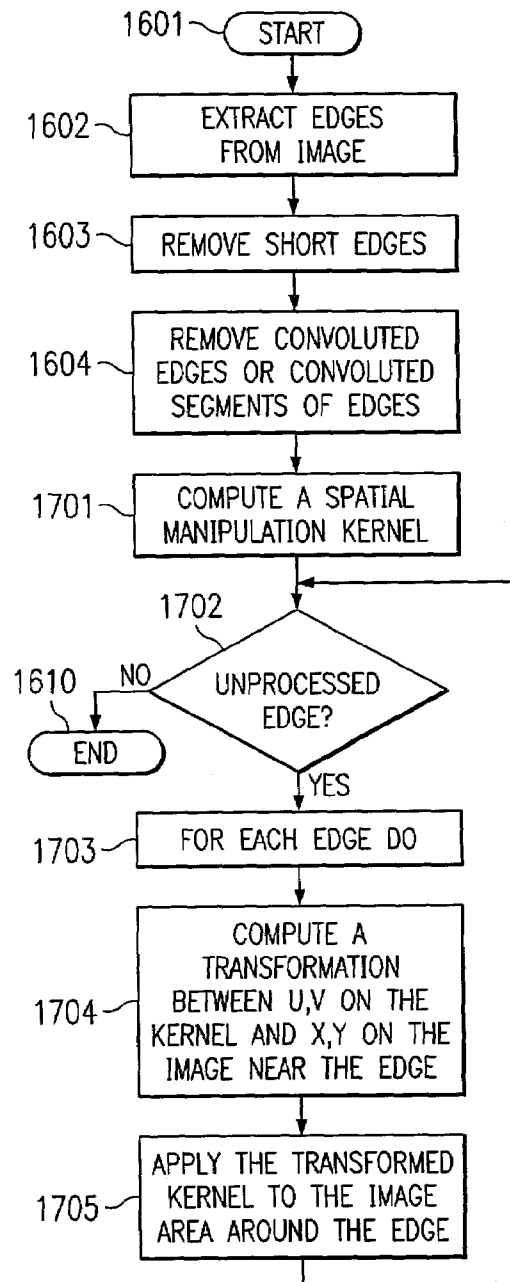 1601
START
1602
EXTRACT EDGES
FROM IMAGE
1603
REMOVE SHORT EDGES
1604
REMOVE CONVOLUTED
EDGES OR CONVOLUTED
SEGMENTS OF EDGES
1701
COMPUTE A SPATIAL
MANIPULATION KERNEL
1702
UNPROCESSED
EDGE?
NO
1610
END
YES
1703
FOR EACH EDGE DO
1704
COMPUTE A
TRANSFORMATION
BETWEEN U,V ON THE
KERNEL AND X,Y ON THE
IMAGE NEAR THE EDGE
1705
APPLY THE TRANSFORMED
KERNEL TO THE IMAGE
AREA AROUND THE EDGE